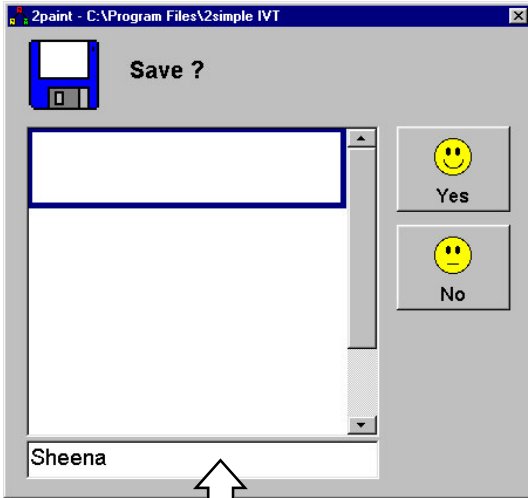 2paint - C:\Program Files\2simple IVT
Save ?
Yes
No
Sheena